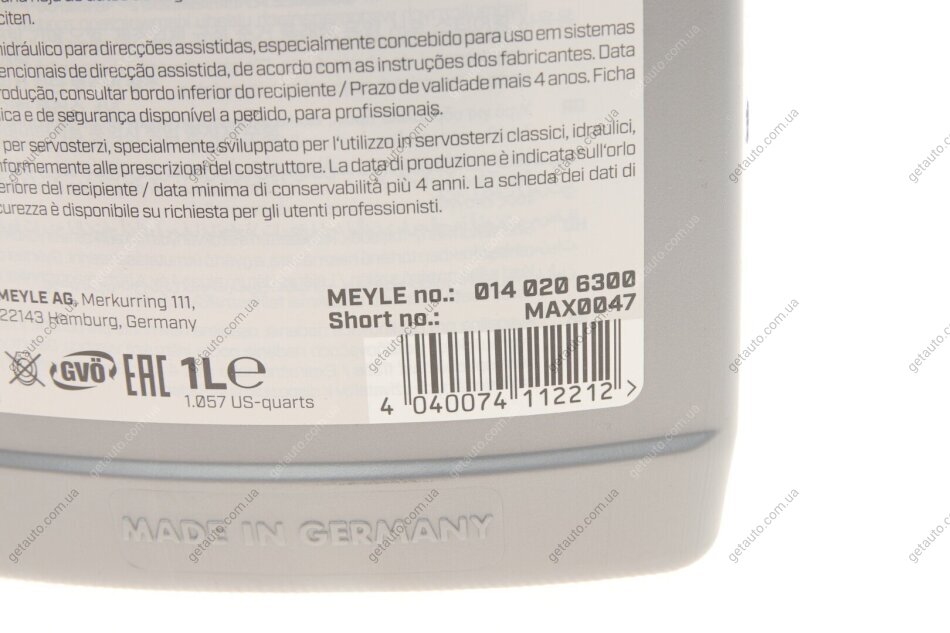 citen.
hidráulico para direcções assistidas, especialmente concebido para uso em sistemas
encionais de direcção assistida, de acordo com as instruções dos fabricantes. Data
rodução, consultar bordo inferior do recipiente / Prazo de validade mais 4 anos. Ficha
ica e de segurança disponível a pedido, para profissionais.
per servosterzi, specialmente sviluppato per l'utilizzo in servosterzi classici, idraulici,
nformemente alle prescrizioni del costruttore. La data di produzione è indicata sull'orlo
eriore del recipiente / data minima di conservabilità più 4 anni. La scheda dei dati di
curezza è disponibile su richiesta per gli utenti professionisti.
MEYLE AG, Merkurring 111,
22143 Hamburg, Germany
MEYLE no.: 014 020 6300
Short no.: MAX0047
GVÖ EAC 1L℮
1.057 US-quarts
4 040074 112212 >
MADE IN GERMANY
getauto.com.ua